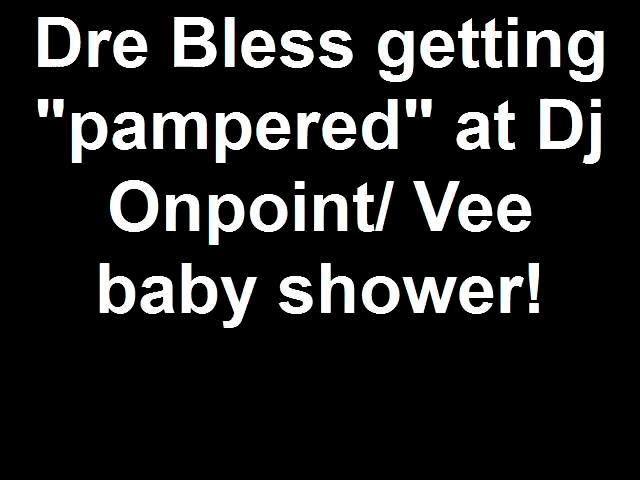 Dre Bless getting
"pampered" at Dj
Onpoint/ Vee
baby shower!